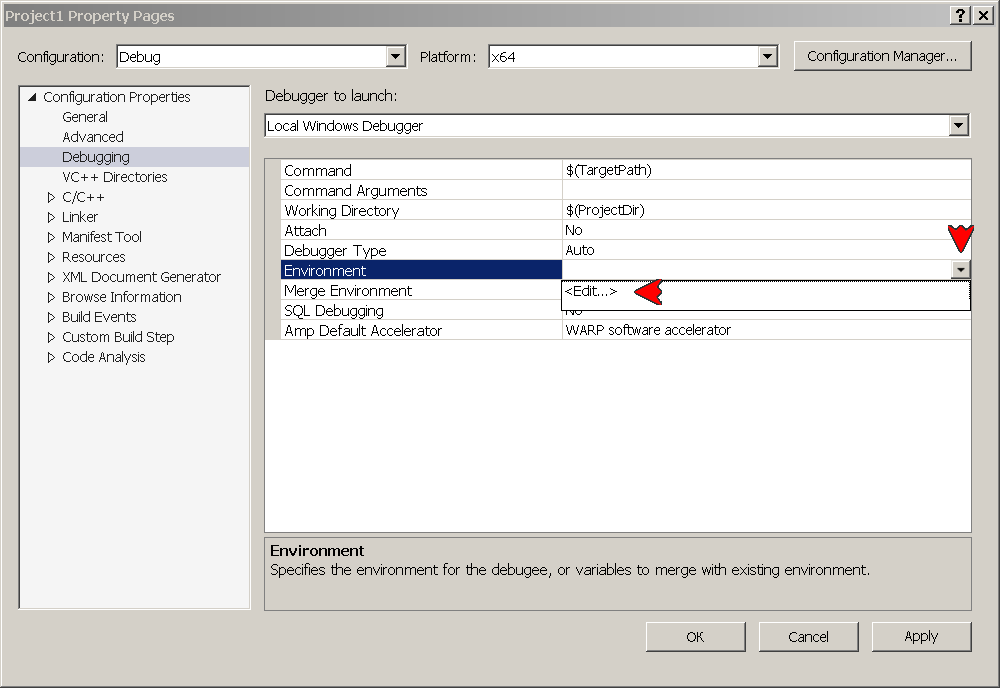 Project1 Property Pages
Configuration: Debug Platform: x64 Configuration Manager...
Configuration Properties
General
Advanced
Debugging
VC++ Directories
C/C++
Linker
Manifest Tool
Resources
XML Document Generator
Browse Information
Build Events
Custom Build Step
Code Analysis
Debugger to launch:
Local Windows Debugger
Command $(TargetPath)
Command Arguments
Working Directory $(ProjectDir)
Attach No
Debugger Type Auto
Environment
Merge Environment <Edit...>
SQL Debugging No
Amp Default Accelerator WARP software accelerator
Environment
Specifies the environment for the debugee, or variables to merge with existing environment.
OK Cancel Apply